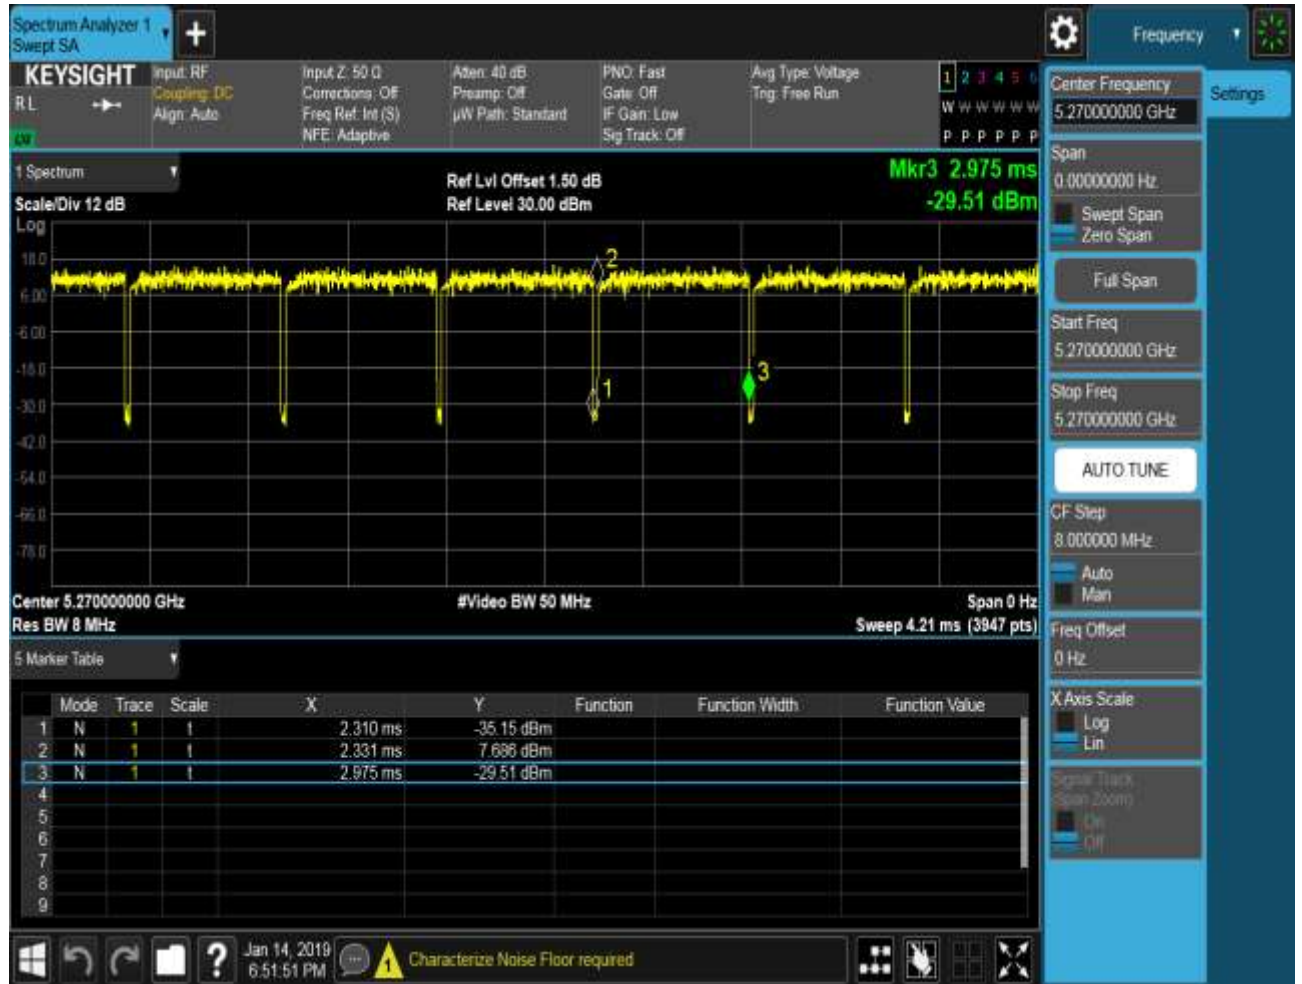 Spectrum Analyzer 1
Swept SA
Frequency
KEYSIGHT
RL
Input: RF
Coupling: DC
Align: Auto
Input Z: 50 Ω
Corrections: Off
Freq Ref: Int (S)
NFE: Adaptive
Atten: 40 dB
Preamp: Off
µW Path: Standard
PNO: Fast
Gate: Off
IF Gain: Low
Sig Track: Off
Avg Type: Voltage
Trig: Free Run
1 2 3 4 5 6
W W W W W W
P P P P P P
1 Spectrum
Scale/Div 12 dB
Ref Lvl Offset 1.50 dB
Ref Level 30.00 dBm
Mkr3 2.975 ms
-29.51 dBm
Log
18.0
6.00
-6.00
-18.0
-30.0
-42.0
-54.0
-66.0
-78.0
2
1
3
Center 5.270000000 GHz
#Video BW 50 MHz
Span 0 Hz
Res BW 8 MHz
Sweep 4.21 ms (3947 pts)
5 Marker Table
Mode Trace Scale X Y Function Function Width Function Value
1 N 1 t 2.310 ms -35.15 dBm
2 N 1 t 2.331 ms 7.686 dBm
3 N 1 t 2.975 ms -29.51 dBm
4
5
6
7
8
9
Jan 14, 2019
6:51:51 PM
1
Characterize Noise Floor required
Center Frequency
5.270000000 GHz
Settings
Span
0.00000000 Hz
Swept Span
Zero Span
Full Span
Start Freq
5.270000000 GHz
Stop Freq
5.270000000 GHz
AUTO TUNE
CF Step
8.000000 MHz
Auto
Man
Freq Offset
0 Hz
X Axis Scale
Log
Lin
Signal Track
(Span Zoom)
On
Off